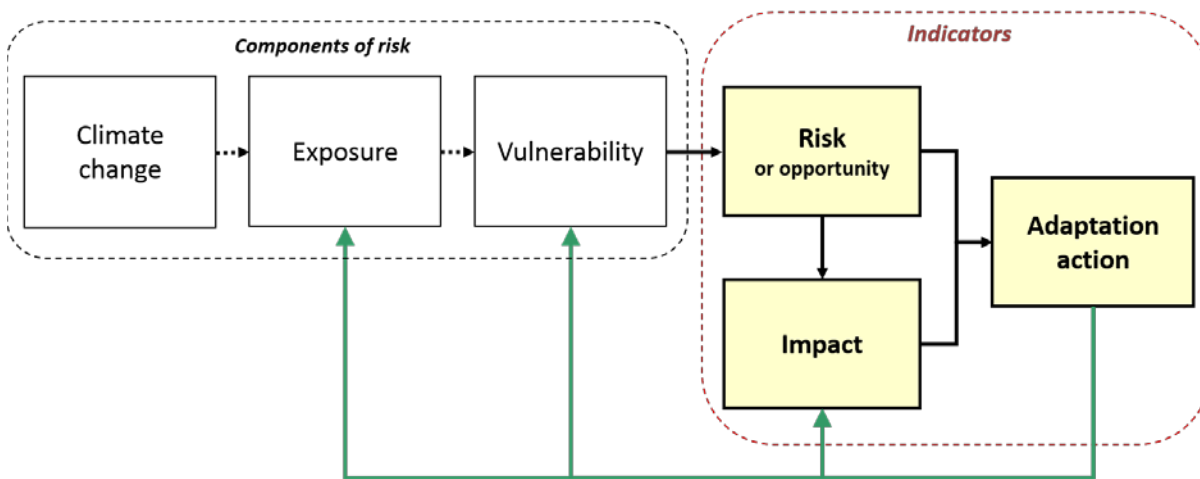 Components of risk
Indicators
Climate
change
Exposure
Vulnerability
Risk
or opportunity
Adaptation
action
Impact